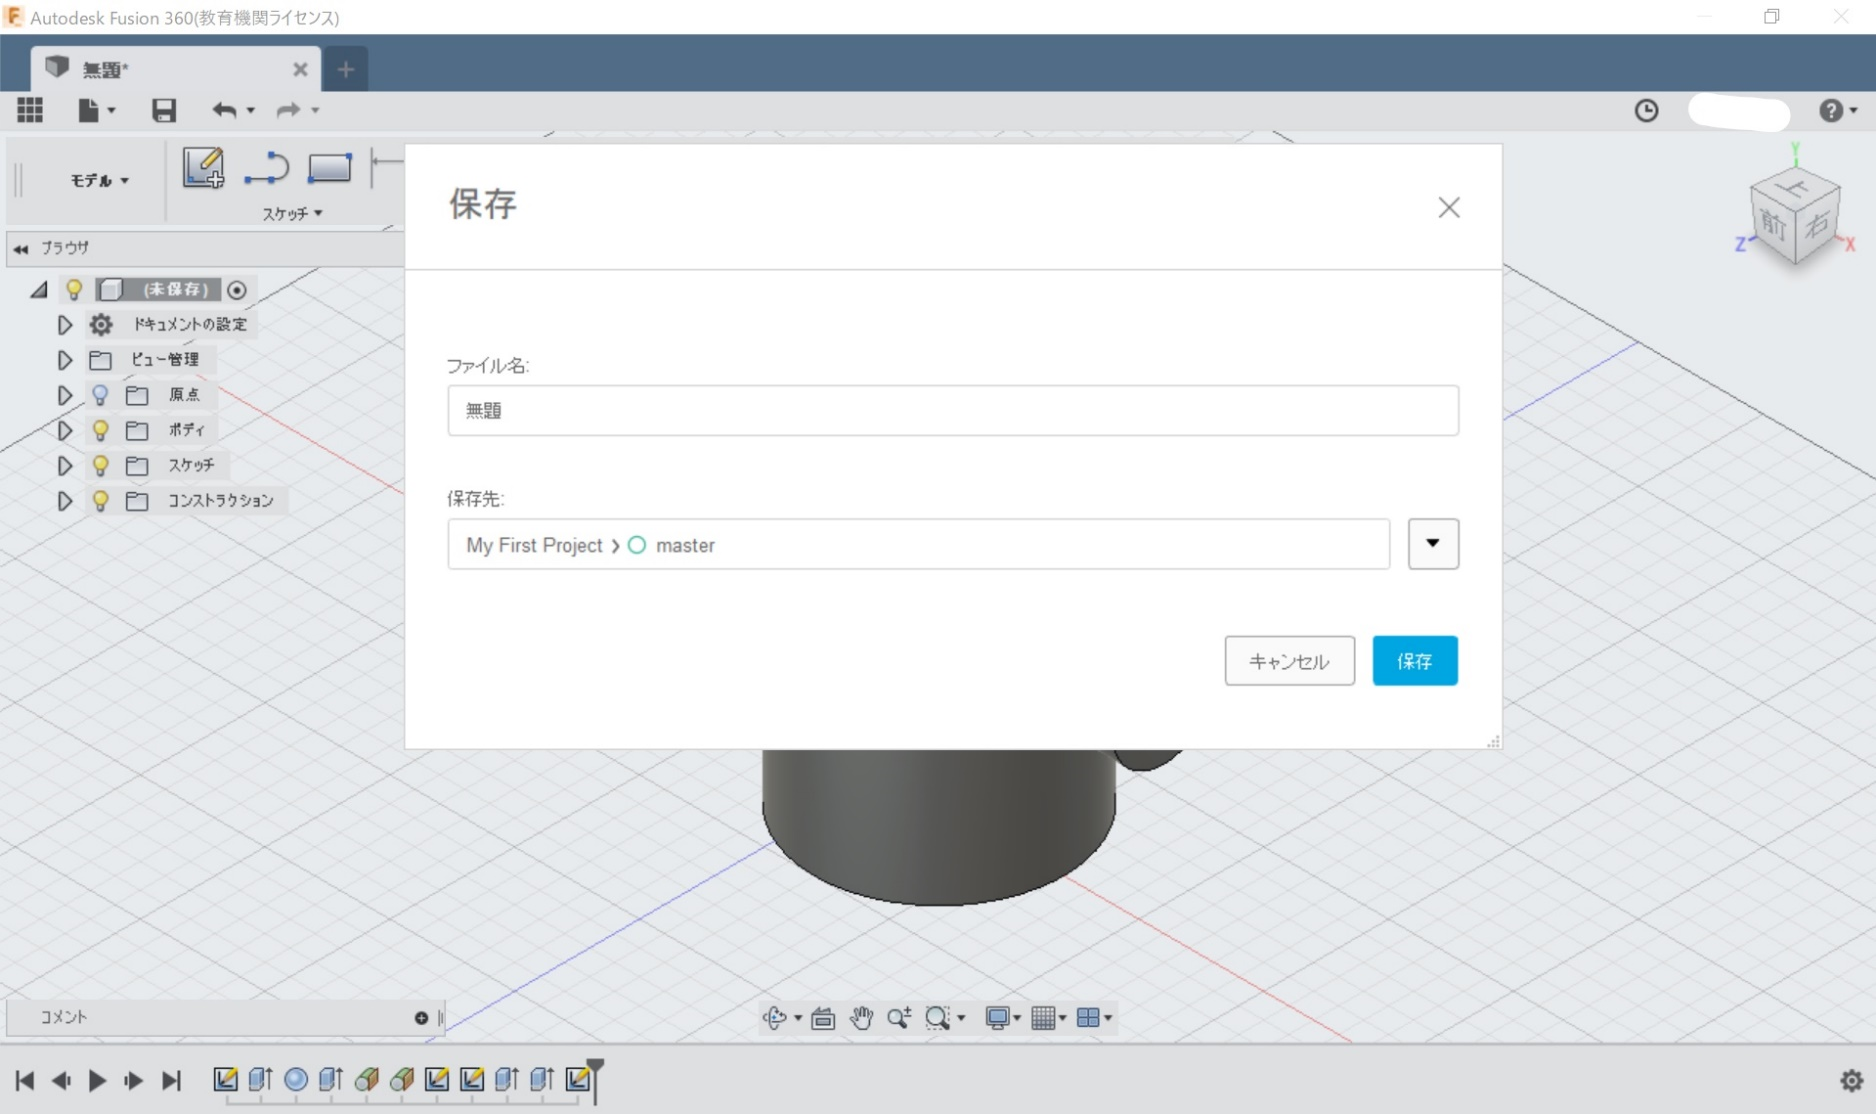 Autodesk Fusion 360(教育機関ライセンス)
無題*
モデル
スケッチ
ブラウザ
(未保存)
ドキュメントの設定
ビュー管理
原点
ボディ
スケッチ
コンストラクション
保存
ファイル名:
無題
保存先:
My First Project > master
キャンセル 保存
Y
上
前 右
Z X
コメント